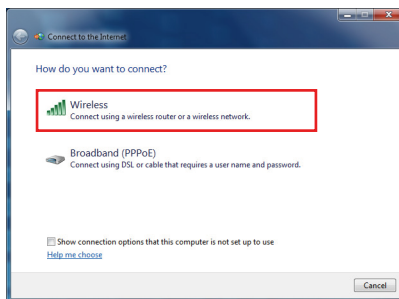 Connect to the Internet
How do you want to connect?
Wireless
Connect using a wireless router or a wireless network.
Broadband (PPPoE)
Connect using DSL or cable that requires a user name and password.
Show connection options that this computer is not set up to use
Help me choose
Cancel